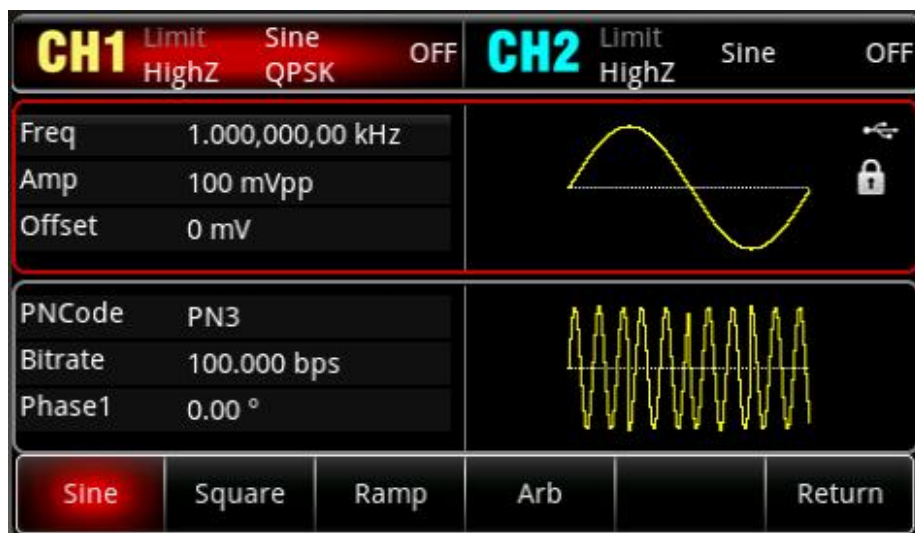 CH1 Limit Sine OFF CH2 Limit Sine OFF
HighZ QPSK HighZ
Freq 1.000,000,00 kHz
Amp 100 mVpp
Offset 0 mV
PNCode PN3
Bitrate 100.000 bps
Phase1 0.00 °
Sine Square Ramp Arb Return